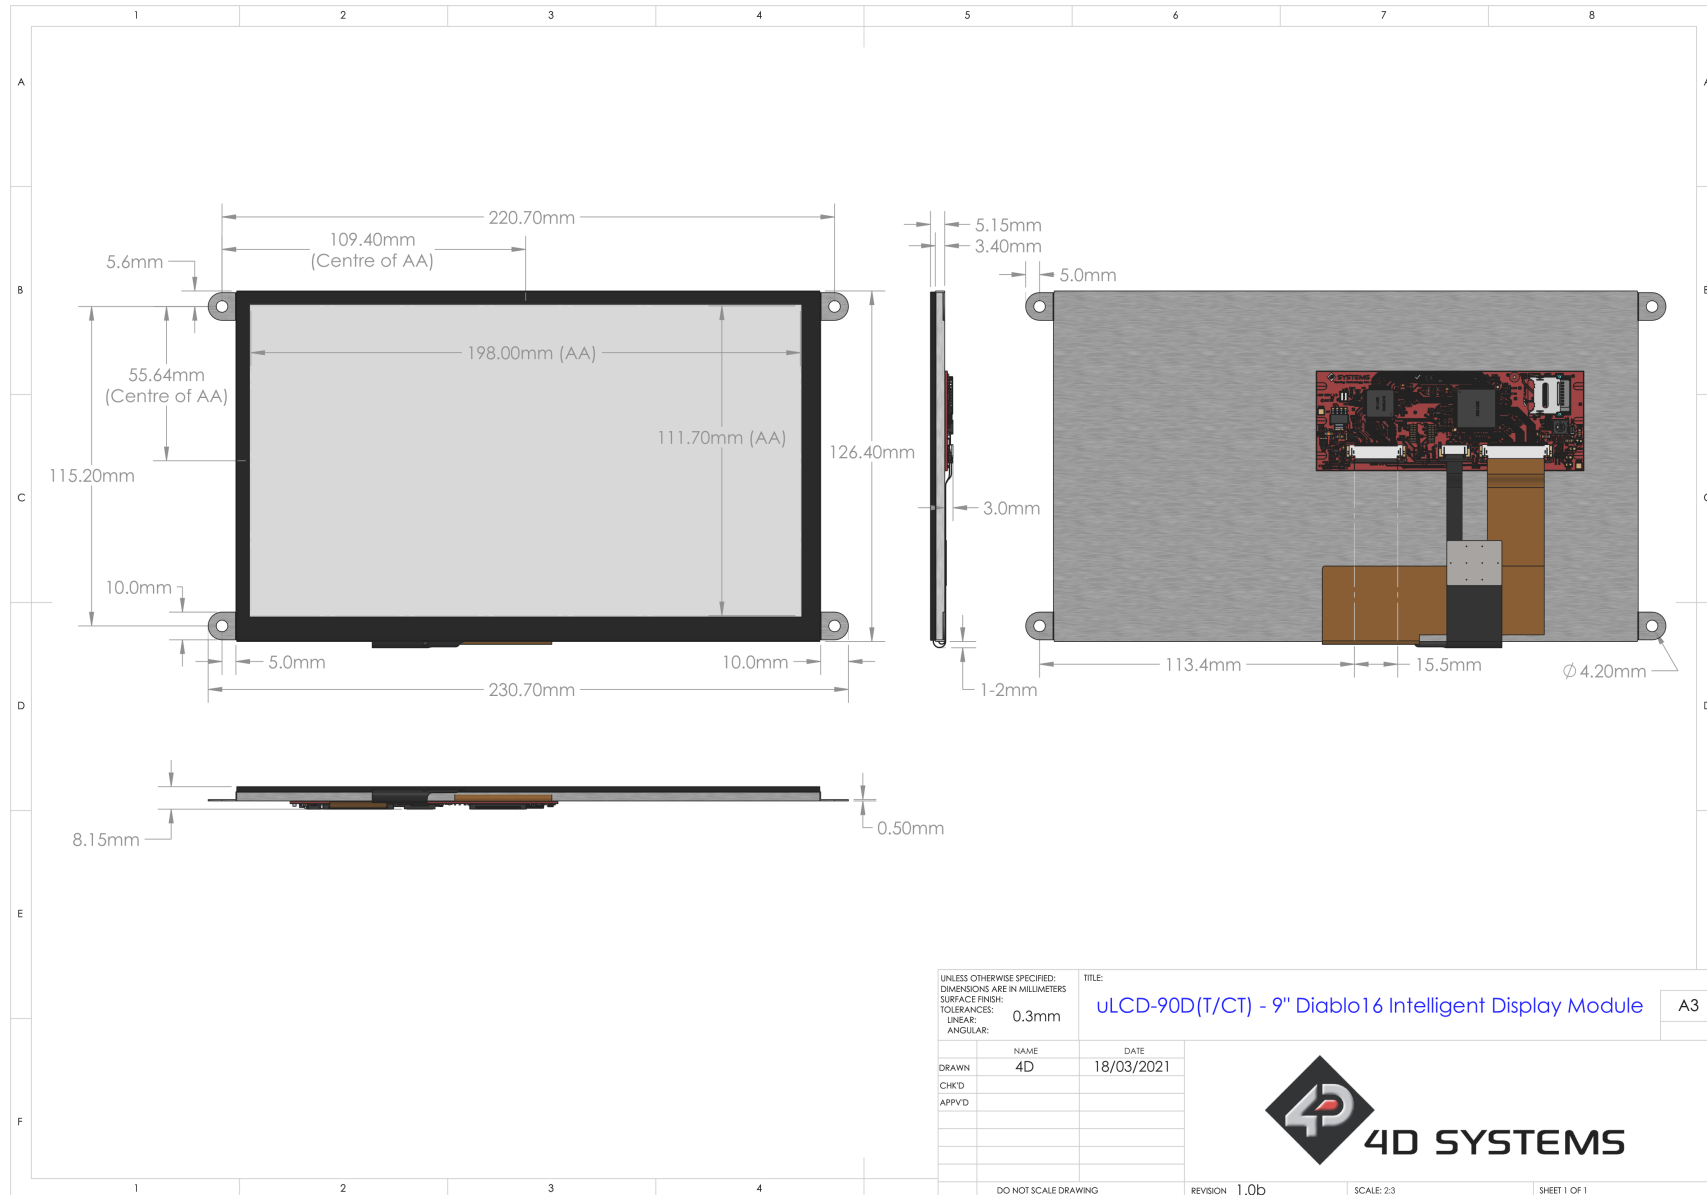 1 2 3 4 5 6 7 8
A
B
C
D
E
F
220.70mm
109.40mm
(Centre of AA)
5.6mm
198.00mm (AA)
55.64mm
(Centre of AA)
111.70mm (AA)
126.40mm
115.20mm
10.0mm
5.0mm
10.0mm
230.70mm
5.15mm
3.40mm
3.0mm
1-2mm
5.0mm
SYSTEMS
113.4mm
15.5mm
∅ 4.20mm
8.15mm
0.50mm
UNLESS OTHERWISE SPECIFIED:
DIMENSIONS ARE IN MILLIMETERS
SURFACE FINISH:
TOLERANCES:
LINEAR: 0.3mm
ANGULAR:
TITLE:
uLCD-90D(T/CT) - 9" Diablo16 Intelligent Display Module
A3
NAME DATE
DRAWN 4D 18/03/2021
CHK'D
APPV'D
4D SYSTEMS
DO NOT SCALE DRAWING
REVISION 1.0b
SCALE: 2:3
SHEET 1 OF 1
1 2 3 4